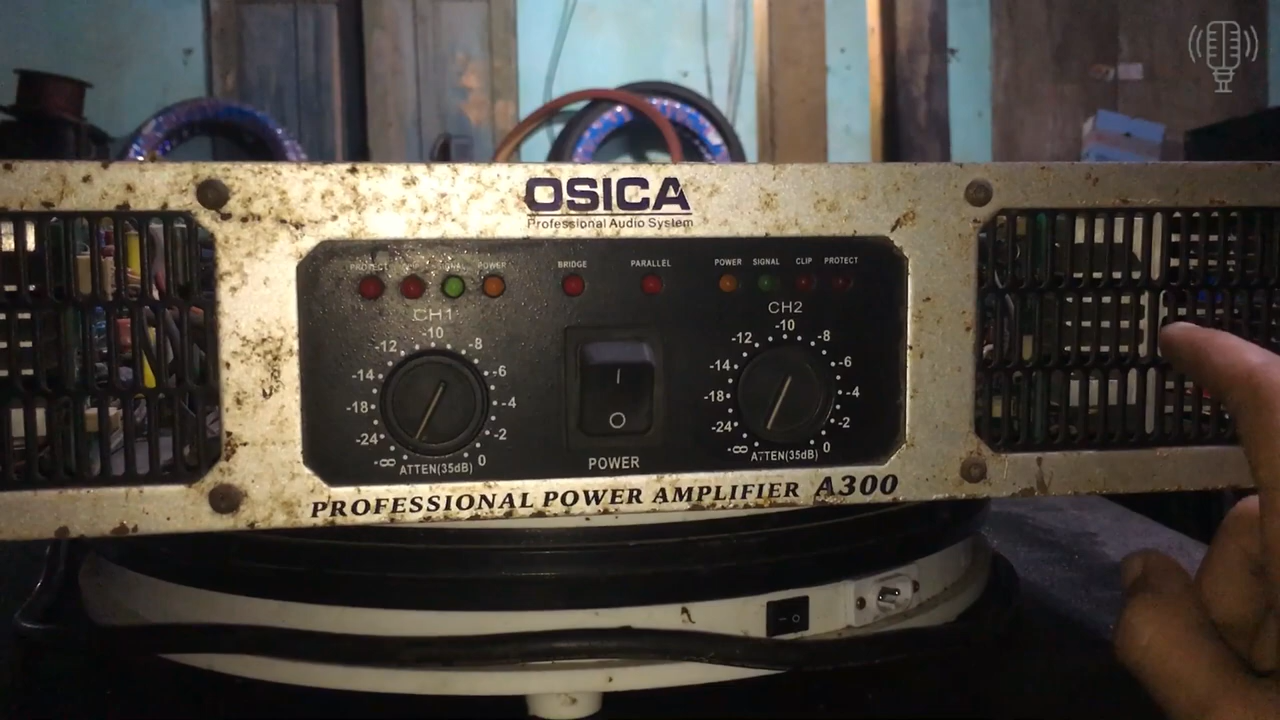 OSICA
Professional Audio System
PROTECT CLIP SIGNAL POWER BRIDGE PARALLEL POWER SIGNAL CLIP PROTECT
CH1 CH2
-10 -10
-12 -8 -12 -8
-14 -6 -14 -6
-18 -4 -18 -4
-24 -2 -24 -2
-∞ 0 -∞ 0
ATTEN(35dB) POWER ATTEN(35dB)
PROFESSIONAL POWER AMPLIFIER A300